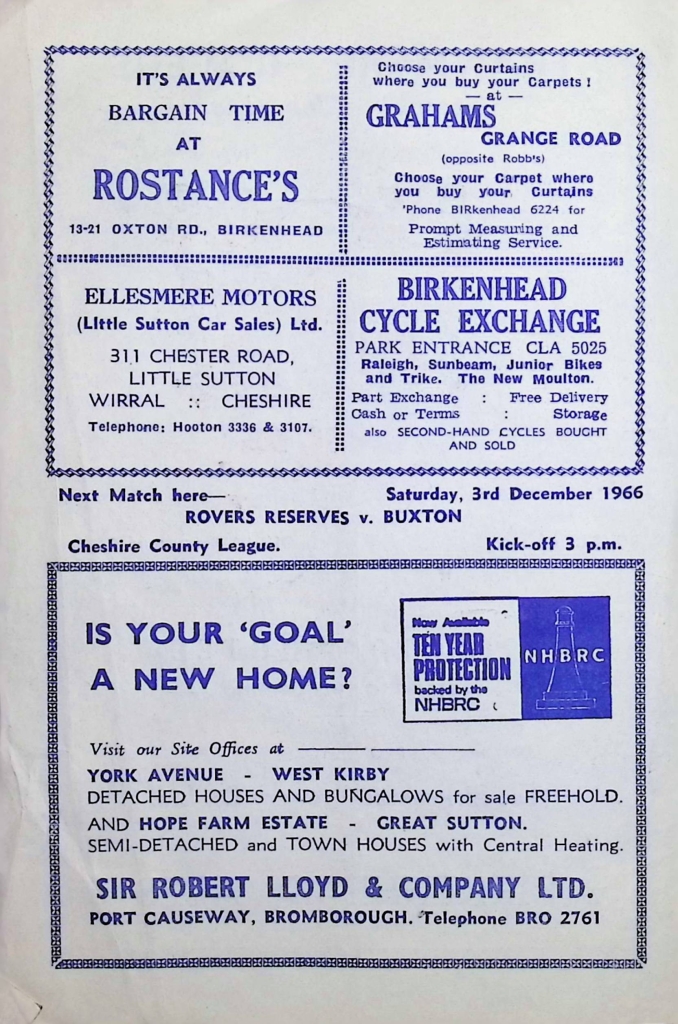 IT'S ALWAYS
BARGAIN TIME
AT
ROSTANCE'S
13-21 OXTON RD., BIRKENHEAD
Choose your Curtains
where you buy your Carpets !
— at —
GRAHAMS
GRANGE ROAD
(opposite Robb's)
Choose your Carpet where
you buy your Curtains
'Phone BIRkenhead 6224 for
Prompt Measuring and
Estimating Service.
ELLESMERE MOTORS
(Little Sutton Car Sales) Ltd.
311 CHESTER ROAD,
LITTLE SUTTON
WIRRAL :: CHESHIRE
Telephone: Hooton 3336 & 3107.
BIRKENHEAD
CYCLE EXCHANGE
PARK ENTRANCE CLA 5025
Raleigh, Sunbeam, Junior Bikes
and Trike. The New Moulton.
Part Exchange : Free Delivery
Cash or Terms : Storage
also SECOND-HAND CYCLES BOUGHT
AND SOLD
Next Match here— Saturday, 3rd December 1966
ROVERS RESERVES v. BUXTON
Cheshire County League. Kick-off 3 p.m.
IS YOUR 'GOAL'
A NEW HOME?
Now Available
TEN YEAR
PROTECTION
backed by the
NHBRC
NHBRC
Visit our Site Offices at
YORK AVENUE - WEST KIRBY
DETACHED HOUSES AND BUNGALOWS for sale FREEHOLD.
AND HOPE FARM ESTATE - GREAT SUTTON.
SEMI-DETACHED and TOWN HOUSES with Central Heating.
SIR ROBERT LLOYD & COMPANY LTD.
PORT CAUSEWAY, BROMBOROUGH. Telephone BRO 2761